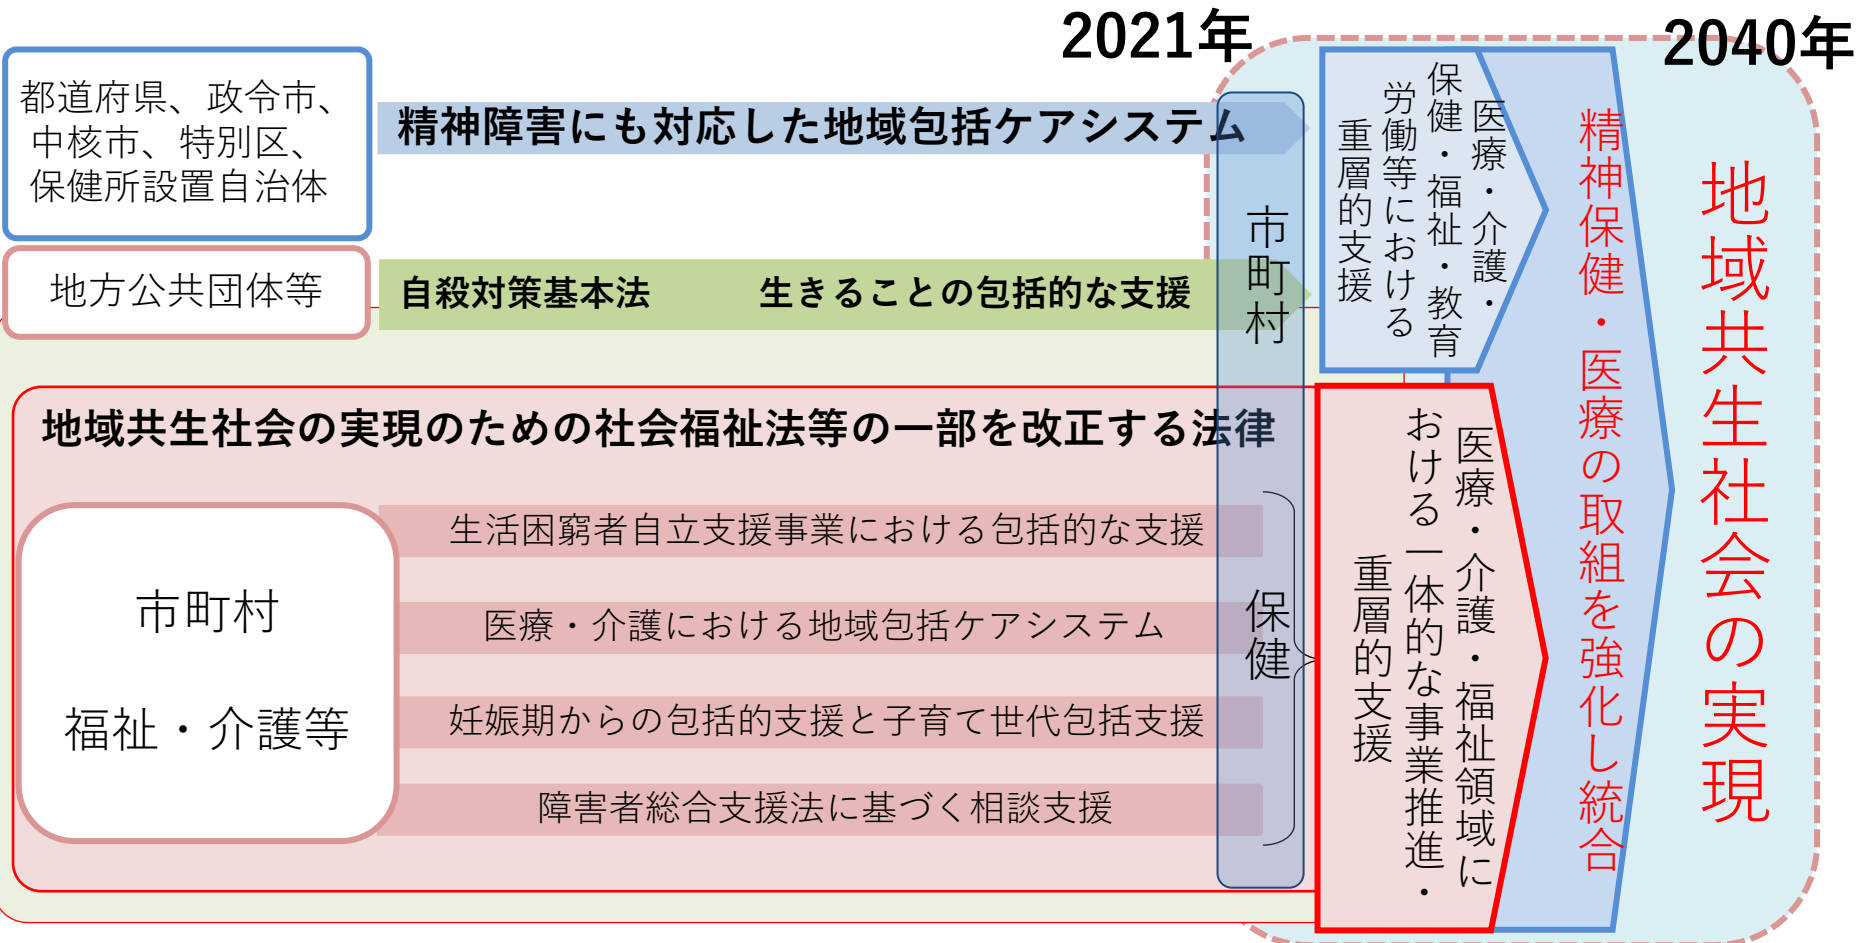 2021年
2040年
都道府県、政令市、
中核市、特別区、
保健所設置自治体
精神障害にも対応した地域包括ケアシステム
地方公共団体等
自殺対策基本法　生きることの包括的な支援
地域共生社会の実現のための社会福祉法等の一部を改正する法律
市町村
福祉・介護等
生活困窮者自立支援事業における包括的な支援
医療・介護における地域包括ケアシステム
妊娠期からの包括的支援と子育て世代包括支援
障害者総合支援法に基づく相談支援
市町村
保健
医療・介護・
保健・福祉・教育
労働等における
重層的支援
医療・介護・福祉領域に
おける一体的な事業推進・
重層的支援
精神保健・医療の取組を強化し統合
地域共生社会の実現